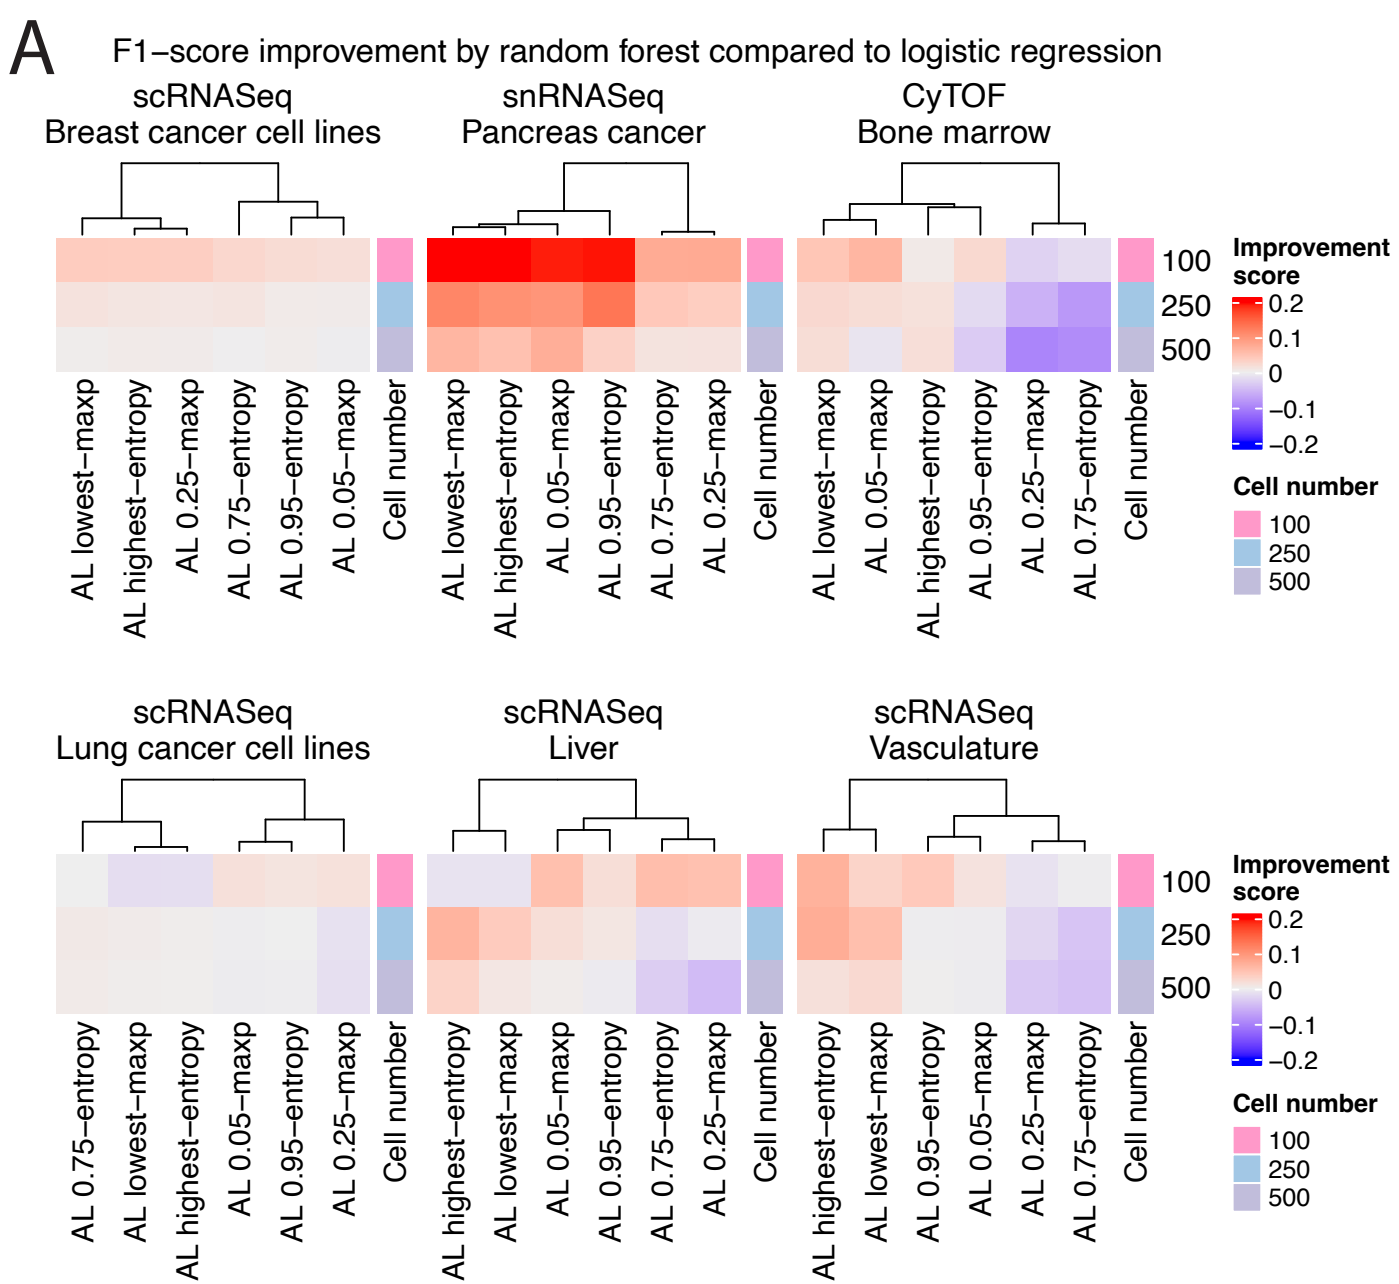 A
F1−score improvement by random forest compared to logistic regression
scRNASeq
Breast cancer cell lines
snRNASeq
Pancreas cancer
CyTOF
Bone marrow
100
250
500
AL lowest−maxp
AL highest−entropy
AL 0.25−maxp
AL 0.75−entropy
AL 0.95−entropy
AL 0.05−maxp
Cell number
AL lowest−maxp
AL highest−entropy
AL 0.05−maxp
AL 0.95−entropy
AL 0.75−entropy
AL 0.25−maxp
Cell number
AL lowest−maxp
AL 0.05−maxp
AL highest−entropy
AL 0.95−entropy
AL 0.25−maxp
AL 0.75−entropy
Cell number
Improvement
score
0.2
0.1
0
−0.1
−0.2
Cell number
100
250
500
scRNASeq
Lung cancer cell lines
scRNASeq
Liver
scRNASeq
Vasculature
100
250
500
AL 0.75−entropy
AL lowest−maxp
AL highest−entropy
AL 0.05−maxp
AL 0.95−entropy
AL 0.25−maxp
Cell number
AL highest−entropy
AL lowest−maxp
AL 0.05−maxp
AL 0.95−entropy
AL 0.75−entropy
AL 0.25−maxp
Cell number
AL highest−entropy
AL lowest−maxp
AL 0.95−entropy
AL 0.05−maxp
AL 0.25−maxp
AL 0.75−entropy
Cell number
Improvement
score
0.2
0.1
0
−0.1
−0.2
Cell number
100
250
500